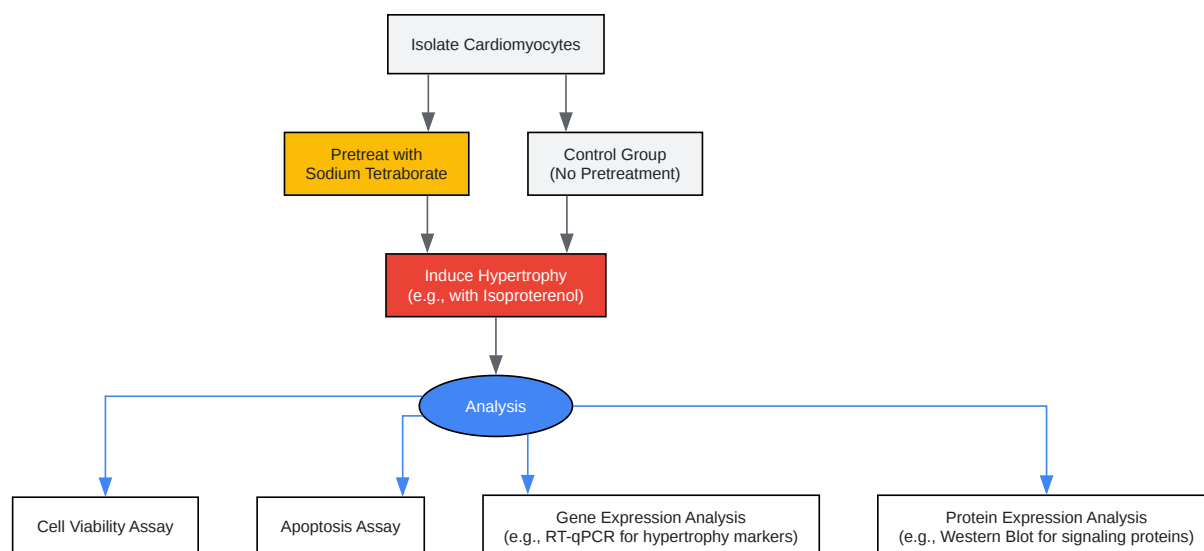 Isolate Cardiomyocytes
Pretreat with
Sodium Tetraborate
Control Group
(No Pretreatment)
Induce Hypertrophy
(e.g., with Isoproterenol)
Analysis
Cell Viability Assay
Apoptosis Assay
Gene Expression Analysis
(e.g., RT-qPCR for hypertrophy markers)
Protein Expression Analysis
(e.g., Western Blot for signaling proteins)